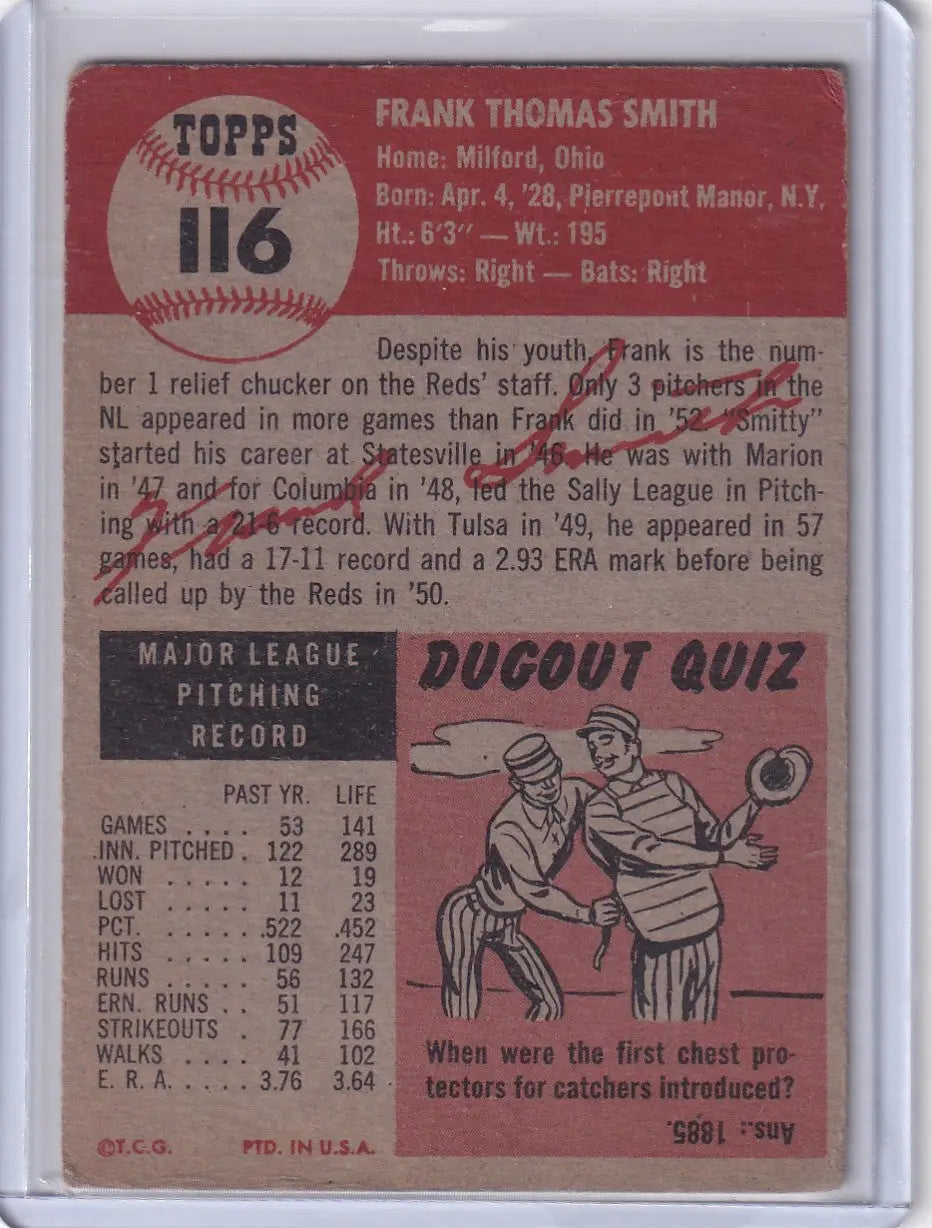 TOPPS
116
FRANK THOMAS SMITH
Home: Milford, Ohio
Born: Apr. 4, '28, Pierrepont Manor, N.Y.
Ht.: 6'3" — Wt.: 195
Throws: Right — Bats: Right
Despite his youth, Frank is the num-
ber 1 relief chucker on the Reds' staff. Only 3 pitchers in the
NL appeared in more games than Frank did in '52. "Smitty"
started his career at Statesville in '46. He was with Marion
in '47 and for Columbia in '48, led the Sally League in Pitch-
ing with a 21-6 record. With Tulsa in '49, he appeared in 57
games, had a 17-11 record and a 2.93 ERA mark before being
called up by the Reds in '50.
Frank Smith
MAJOR LEAGUE
PITCHING
RECORD
PAST YR. LIFE
GAMES .... 53 141
INN. PITCHED. 122 289
WON ..... 12 19
LOST ..... 11 23
PCT. ...... .522 .452
HITS ..... 109 247
RUNS ..... 56 132
ERN. RUNS .. 51 117
STRIKEOUTS . 77 166
WALKS .... 41 102
E. R. A. .... 3.76 3.64
©T.C.G. PTD. IN U.S.A.
DUGOUT QUIZ
When were the first chest pro-
tectors for catchers introduced?
Ans.: 1885.